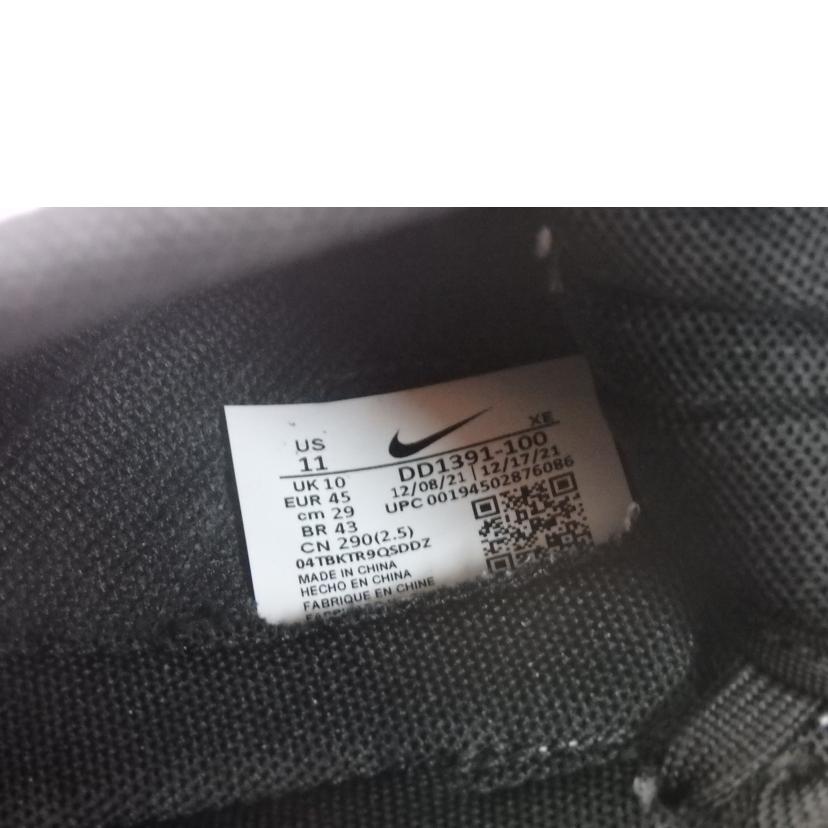 US
11
XE
DD1391-100
12/08/21 | 12/17/21
UPC 00194502876086
UK 10
EUR 45
cm 29
BR 43
CN 290(2.5)
04TBKTR9QSDDZ
MADE IN CHINA
HECHO EN CHINA
FABRIQUE EN CHINE